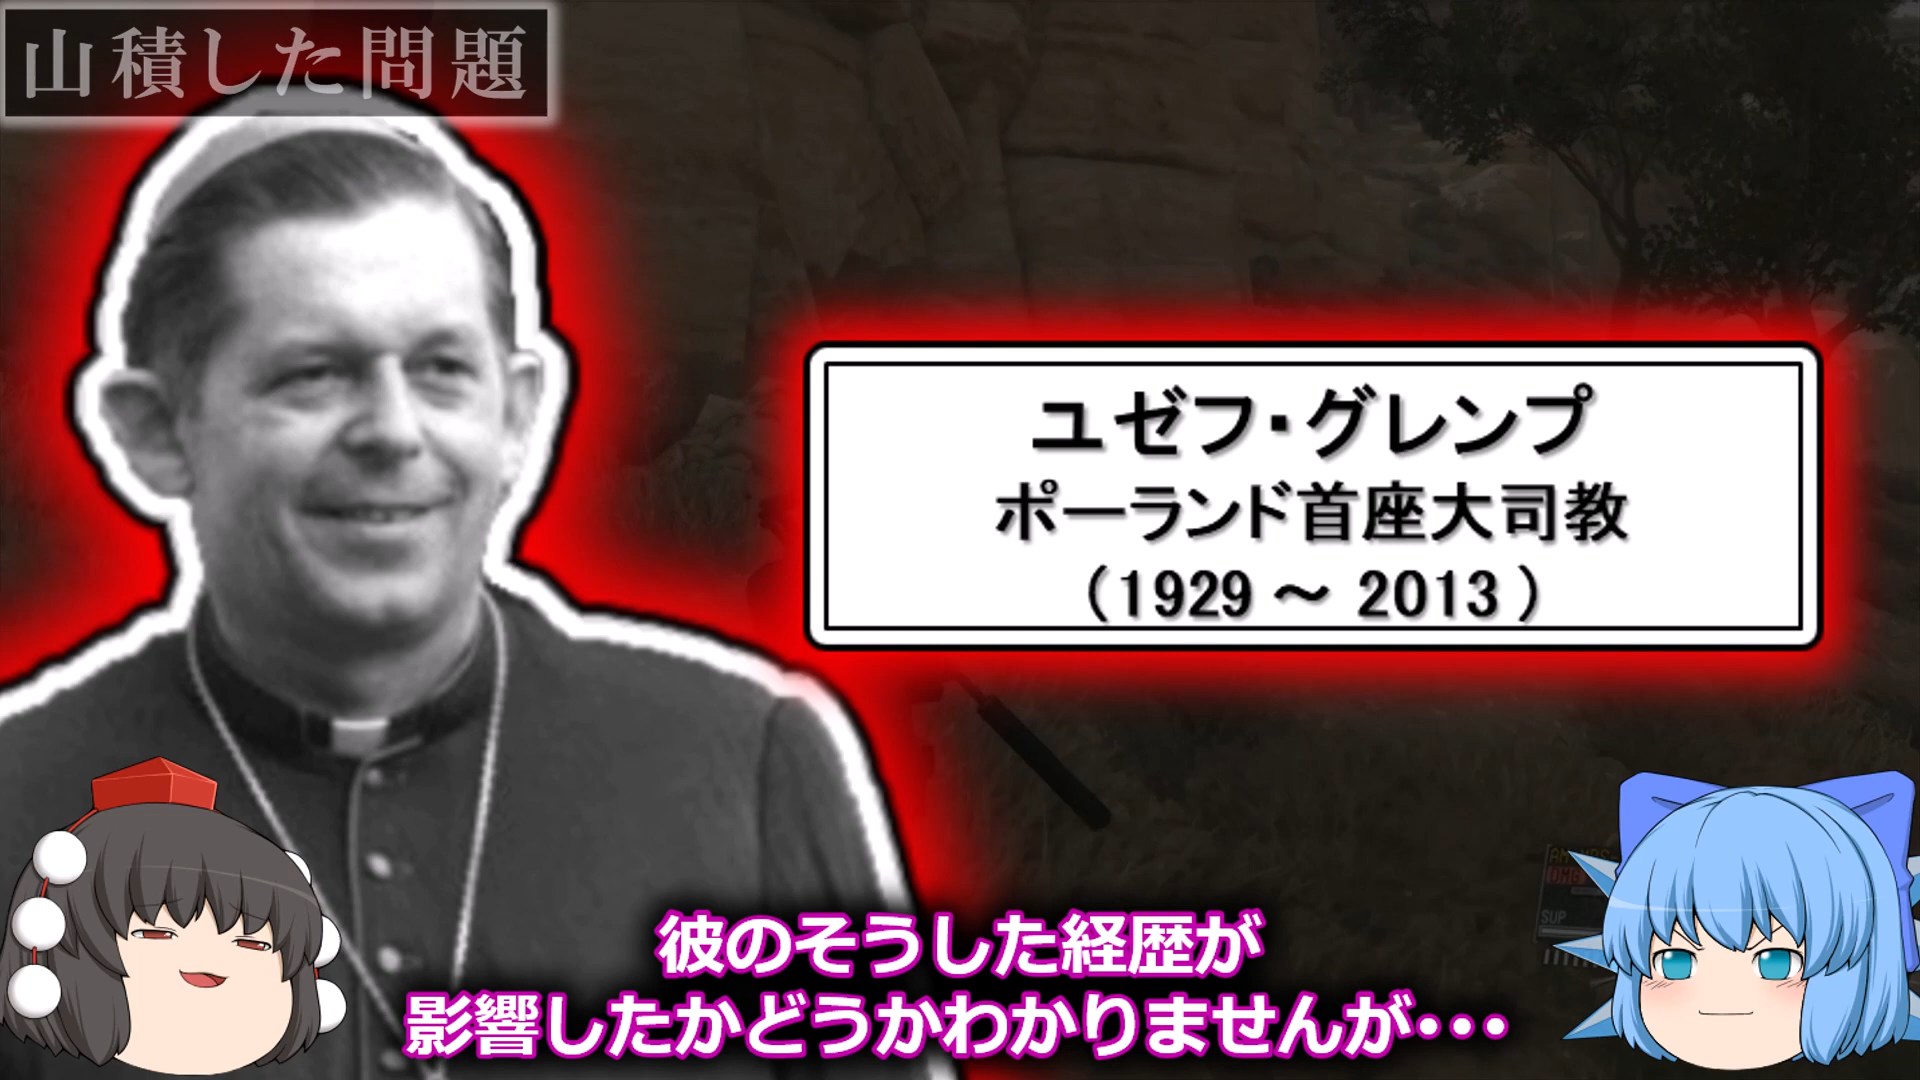 山積した問題
ユゼフ・グレンプ
ポーランド首座大司教
（1929 ～ 2013）
SUP
彼のそうした経歴が
影響したかどうかわかりませんが・・・